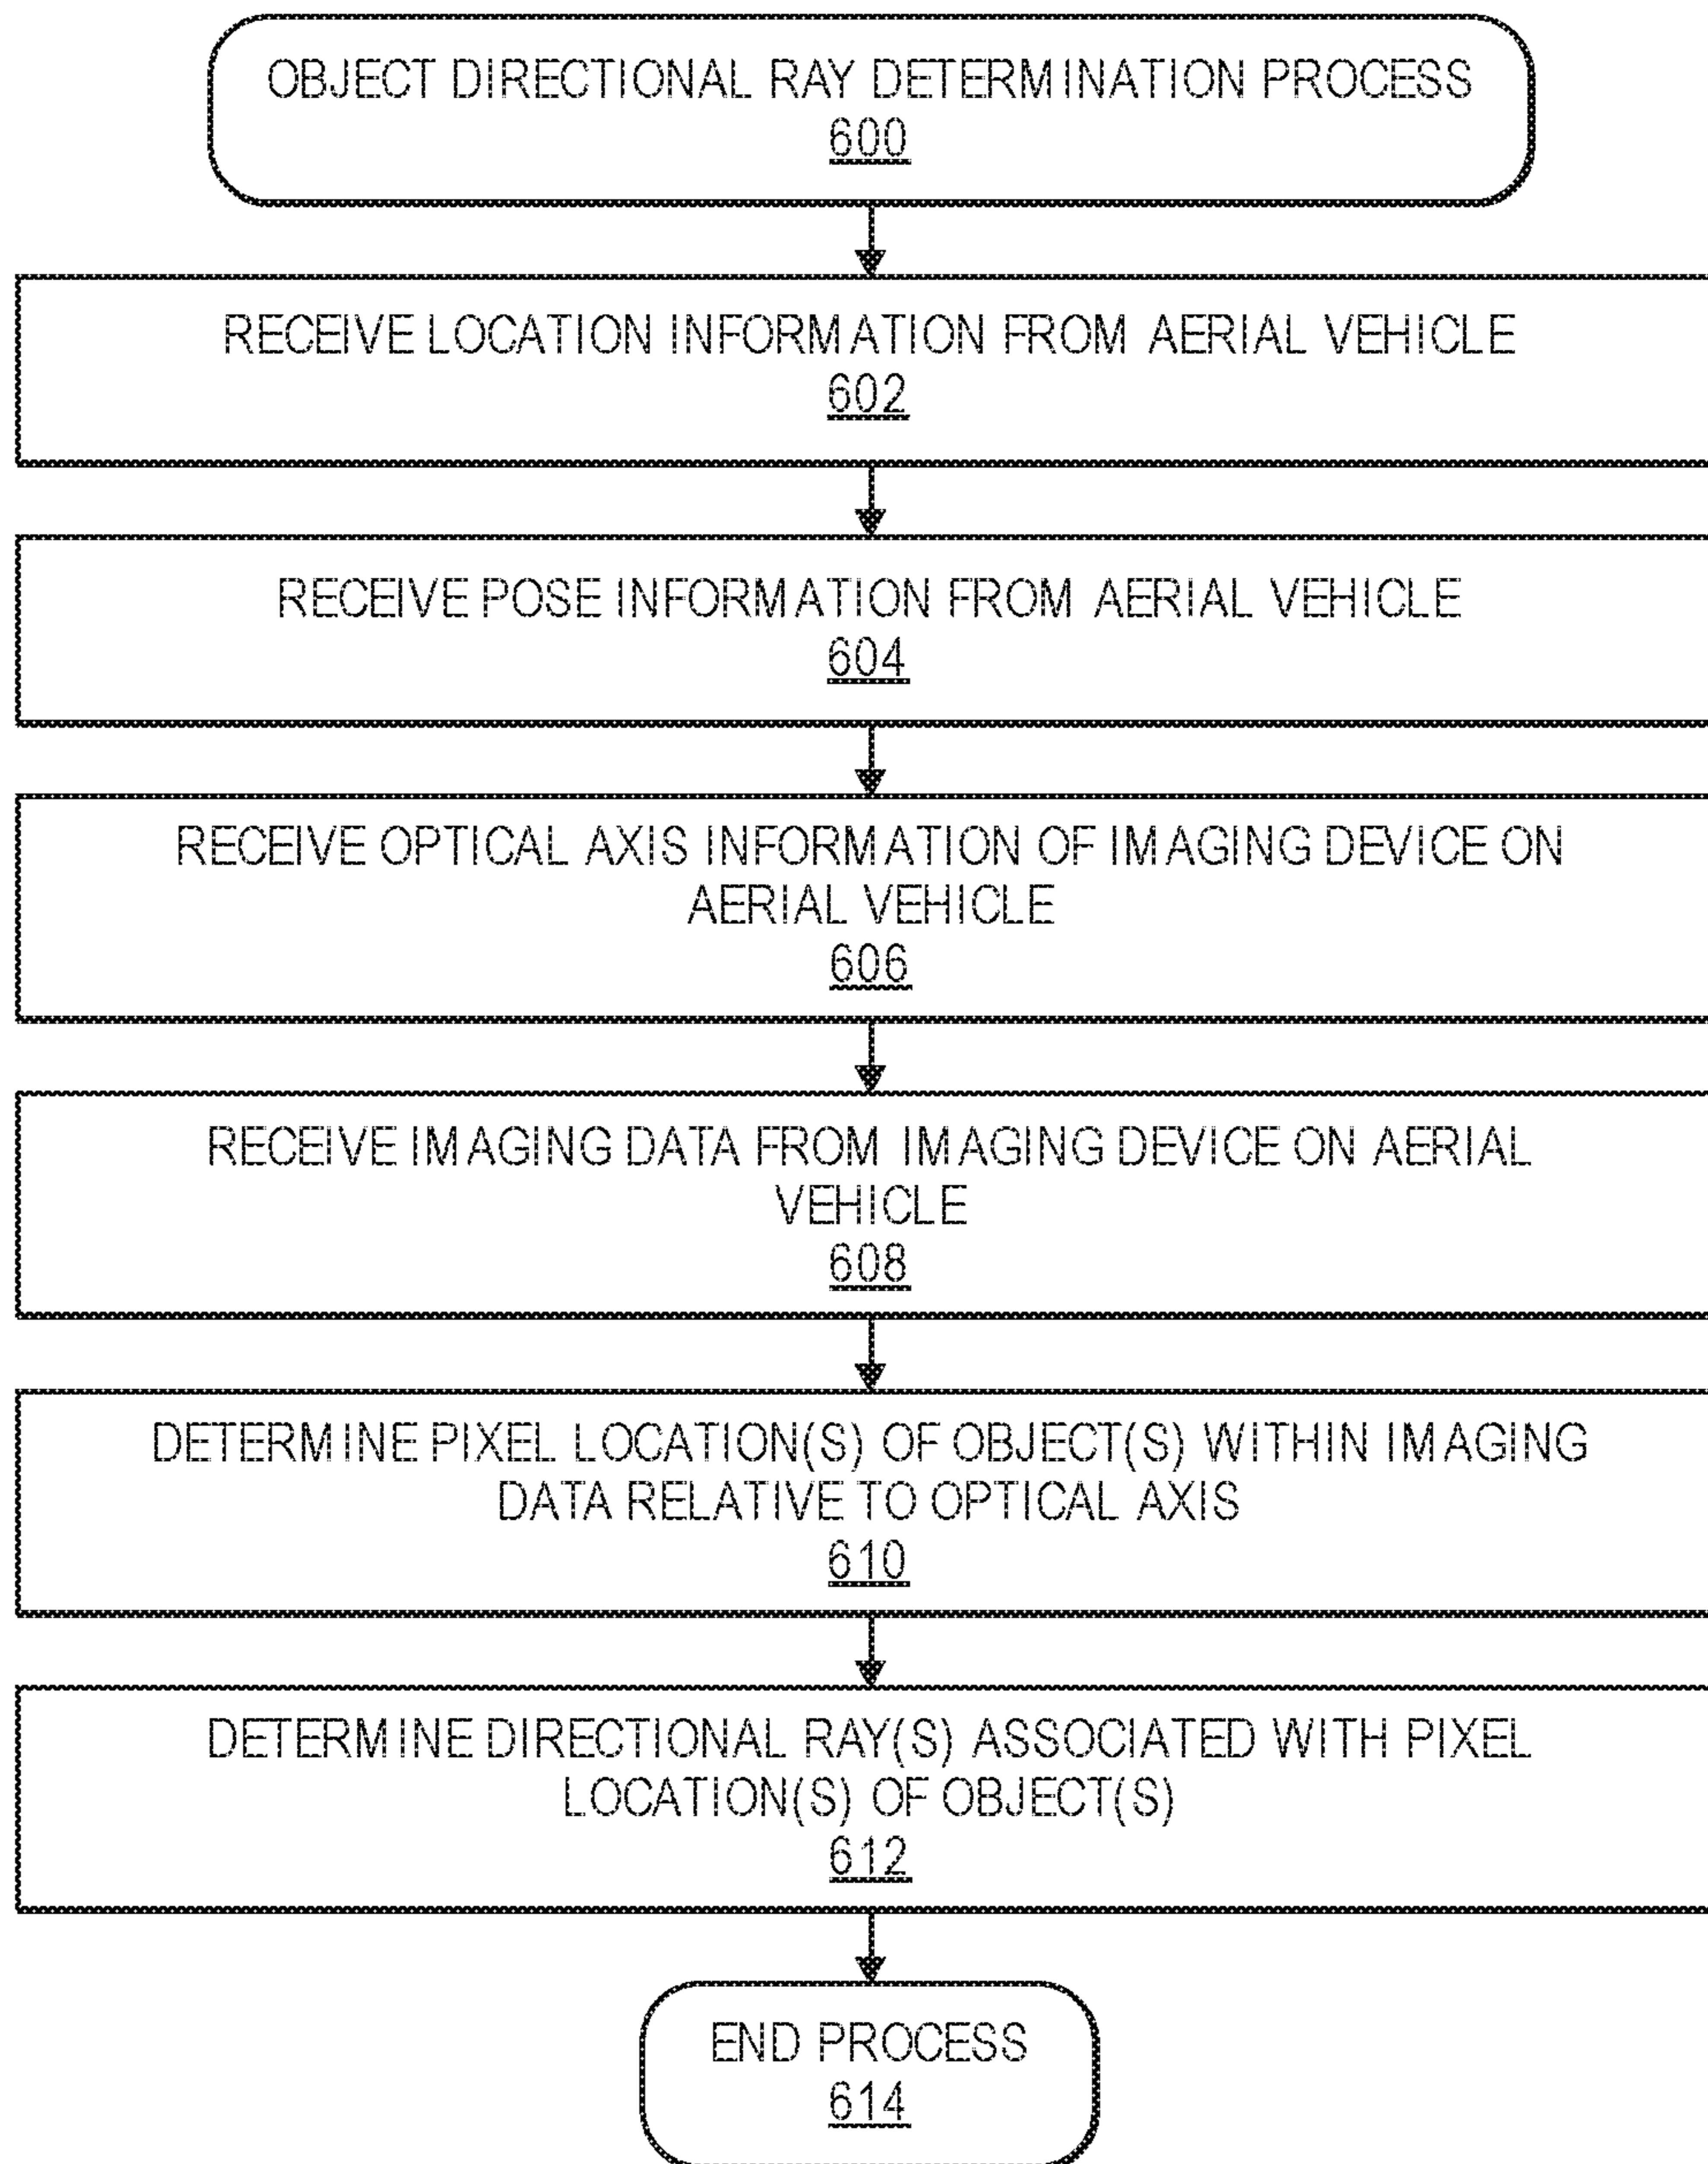 OBJECT DIRECTIONAL RAY DETERMINATION PROCESS
600
RECEIVE LOCATION INFORMATION FROM AERIAL VEHICLE
602
RECEIVE POSE INFORMATION FROM AERIAL VEHICLE
604
RECEIVE OPTICAL AXIS INFORMATION OF IMAGING DEVICE ON
AERIAL VEHICLE
606
RECEIVE IMAGING DATA FROM IMAGING DEVICE ON AERIAL
VEHICLE
608
DETERMINE PIXEL LOCATION(S) OF OBJECT(S) WITHIN IMAGING
DATA RELATIVE TO OPTICAL AXIS
610
DETERMINE DIRECTIONAL RAY(S) ASSOCIATED WITH PIXEL
LOCATION(S) OF OBJECT(S)
612
END PROCESS
614